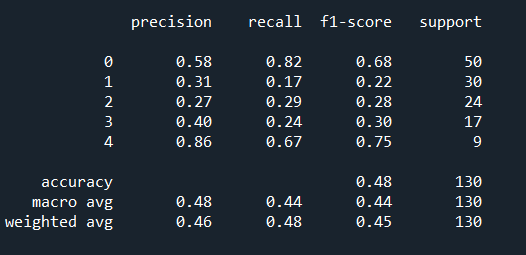 precision recall f1-score support
0 0.58 0.82 0.68 50
1 0.31 0.17 0.22 30
2 0.27 0.29 0.28 24
3 0.40 0.24 0.30 17
4 0.86 0.67 0.75 9
accuracy 0.48 130
macro avg 0.48 0.44 0.44 130
weighted avg 0.46 0.48 0.45 130